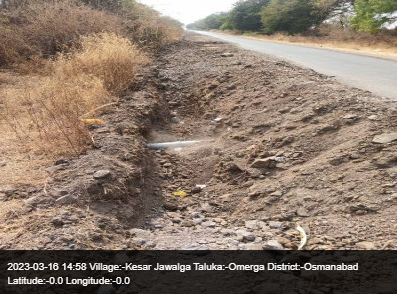 2023-03-16 14:58 Village:-Kesar Jawalga Taluka:-Omerga District:-Osmanabad
Latitude:-0.0 Longitude:-0.0